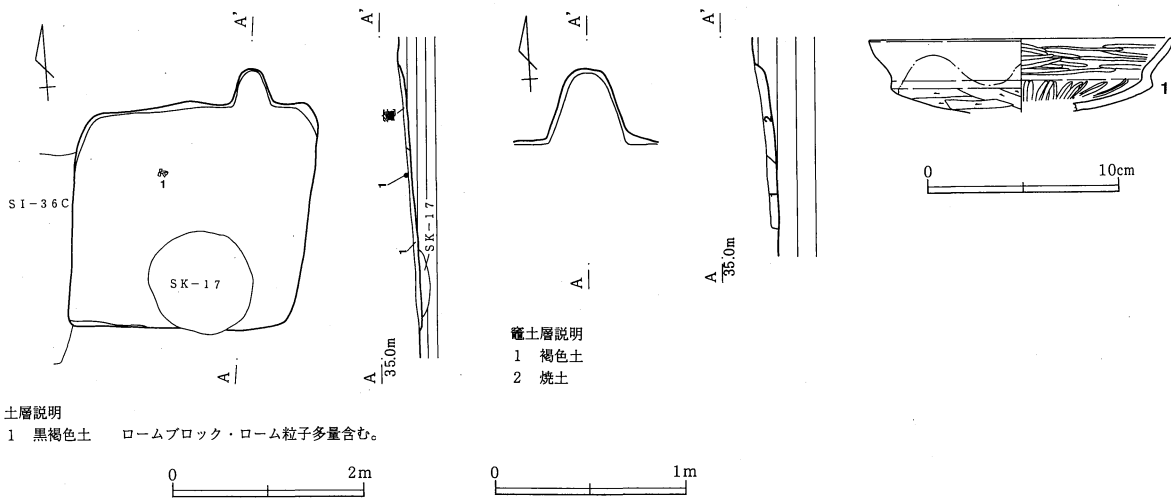 A'
SI-36C
1
SK-17
A
A'
竈
1
1
SK-17
A
35.0m
A'
A
A'
2
A
35.0m
1
0 10cm
竈土層説明
1 褐色土
2 焼土
土層説明
1 黒褐色土 ロームブロック・ローム粒子多量含む。
0 2m
0 1m